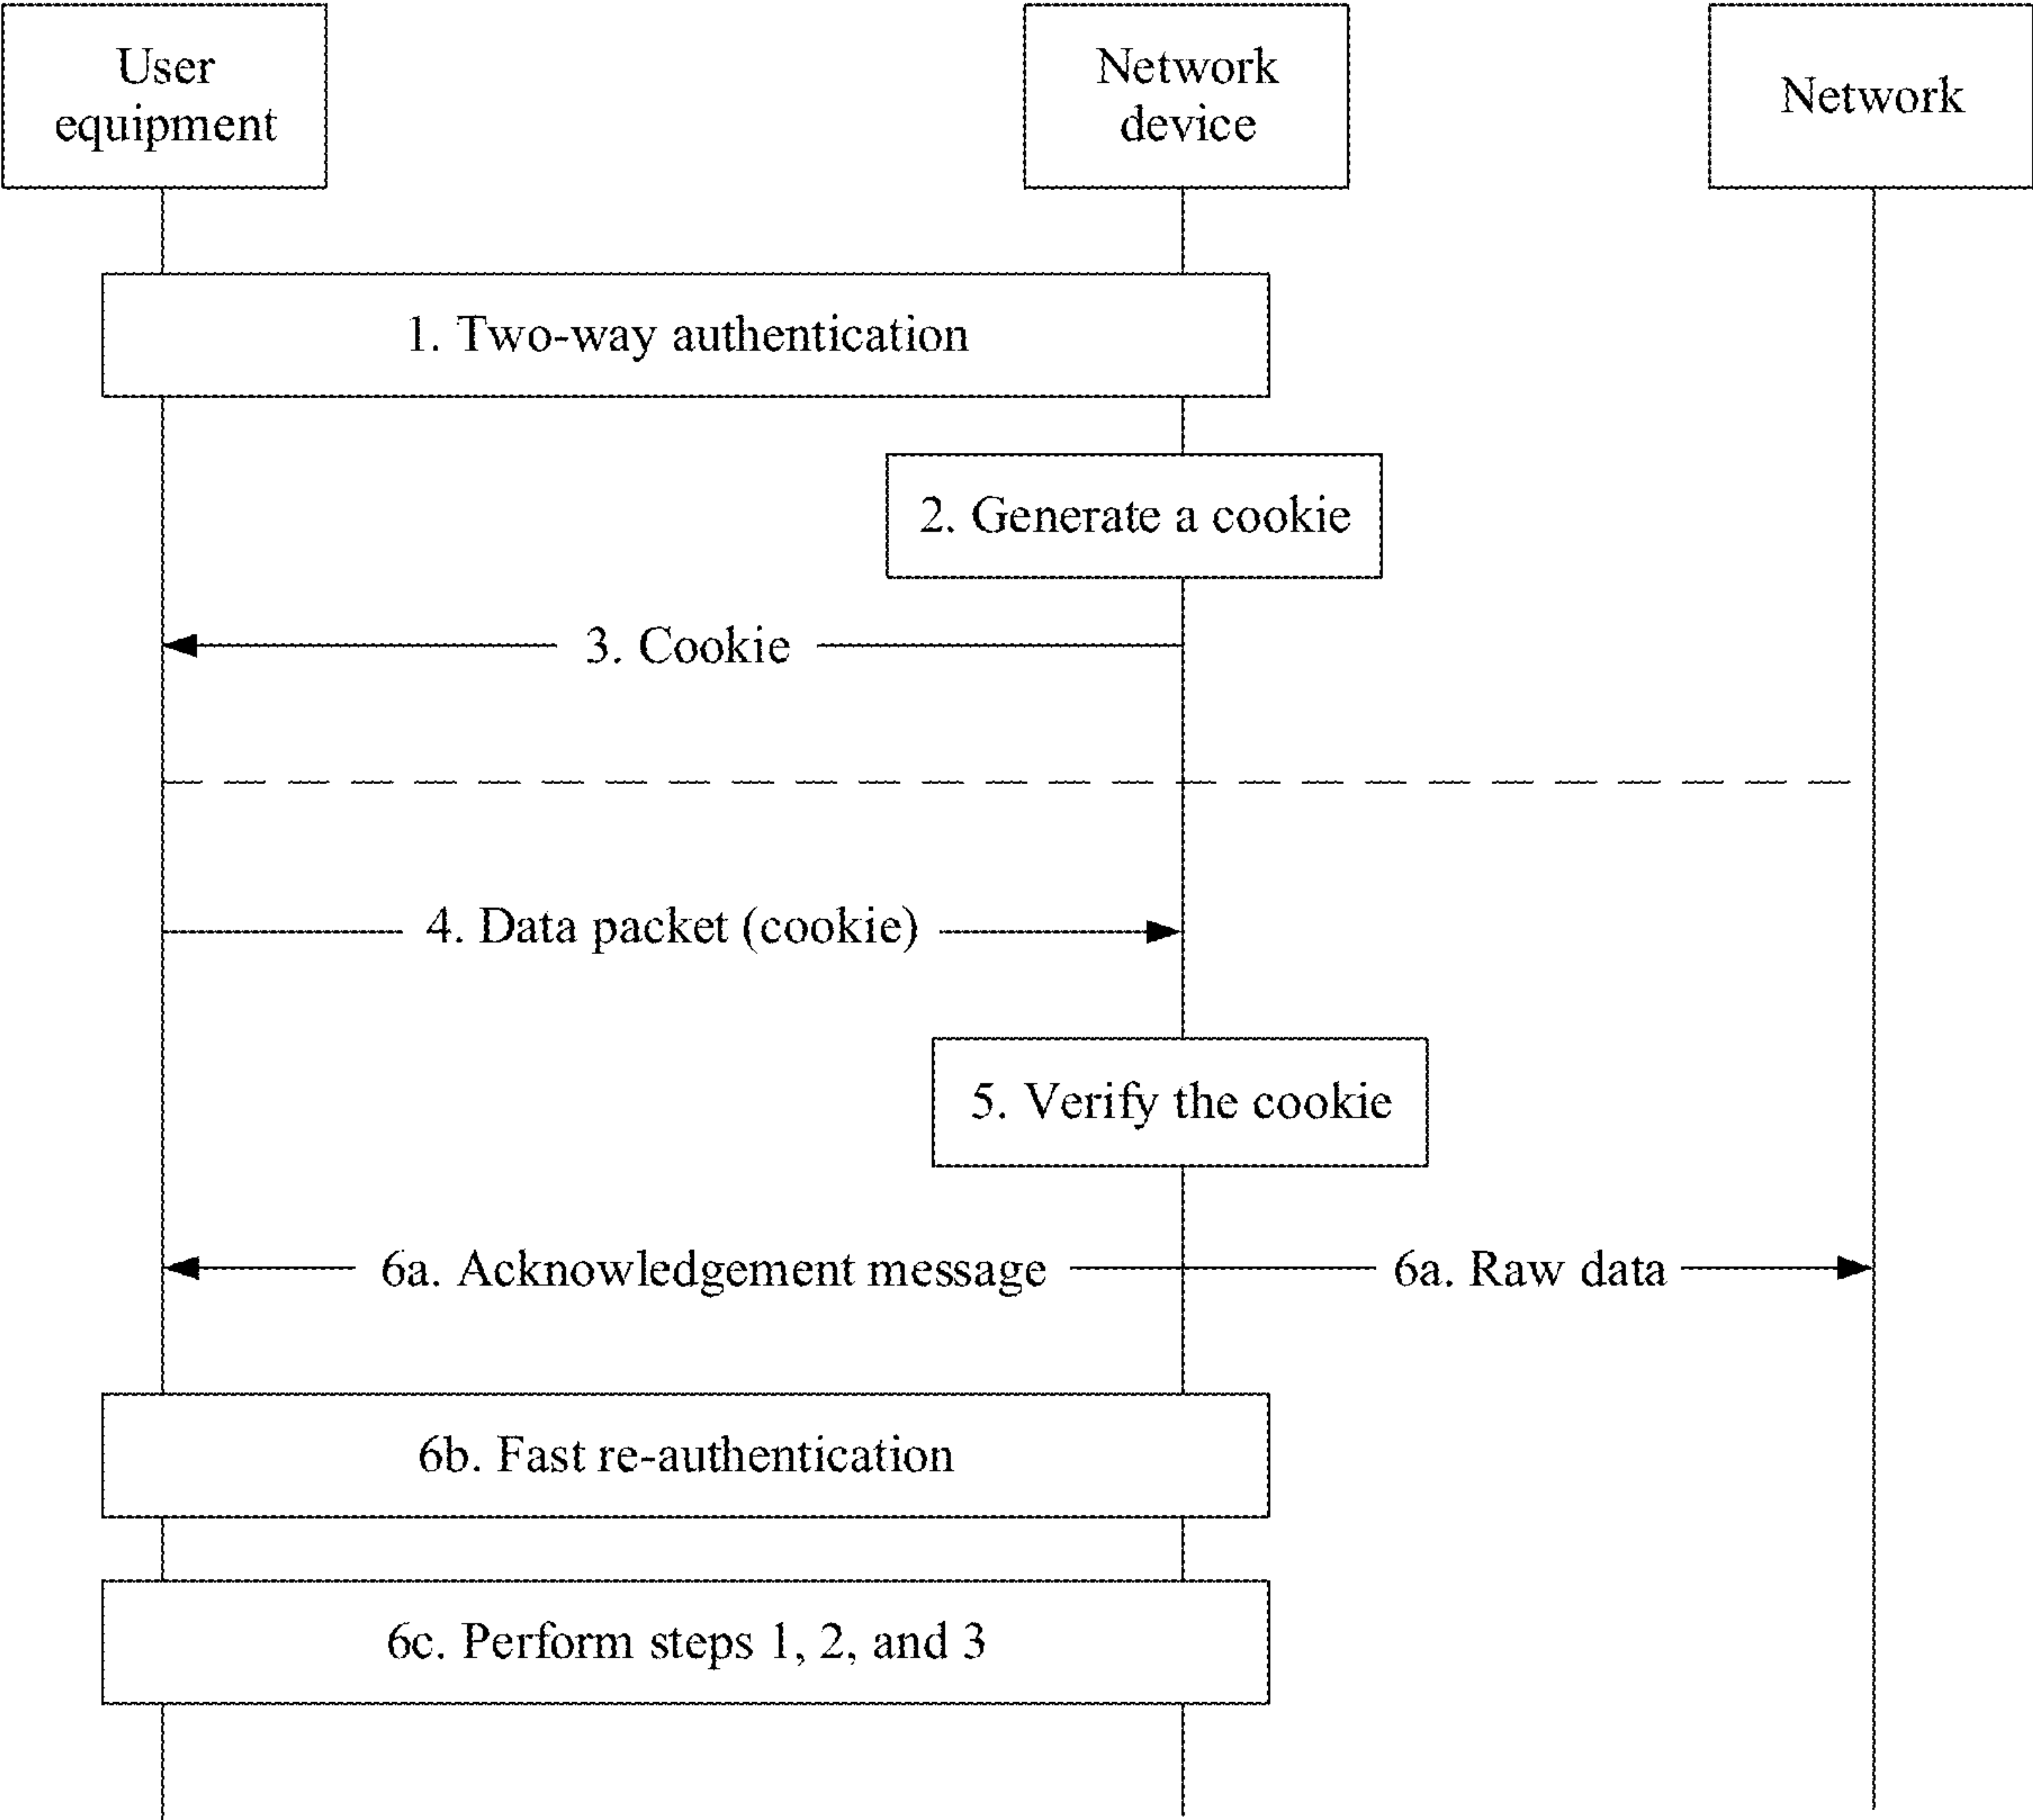 User
equipment
Network
device
Network
1. Two-way authentication
2. Generate a cookie
3. Cookie
4. Data packet (cookie)
5. Verify the cookie
6a. Acknowledgement message
6a. Raw data
6b. Fast re-authentication
6c. Perform steps 1, 2, and 3